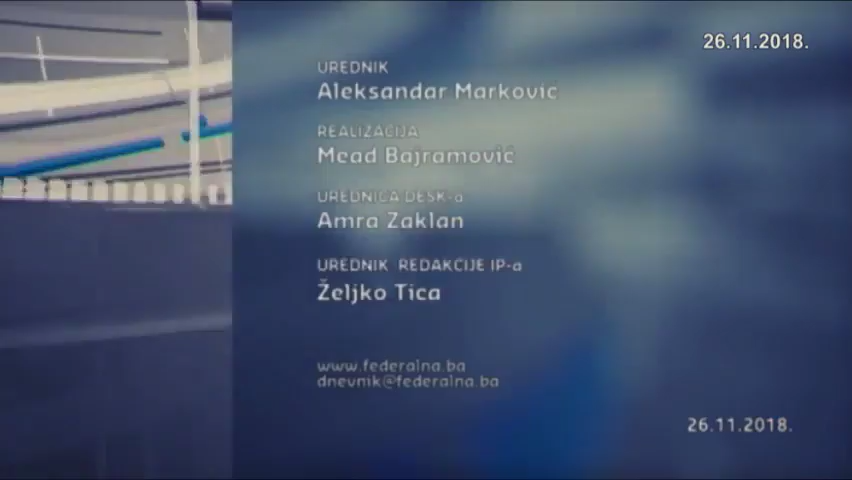 26.11.2018.
UREDNIK
Aleksandar Marković
REALIZACIJA
Mead Bajramović
UREDNICA DESK-a
Amra Zaklan
UREDNIK REDAKCIJE IP-a
Željko Tica
www.federalna.ba
dnevnik@federalna.ba
26.11.2018.